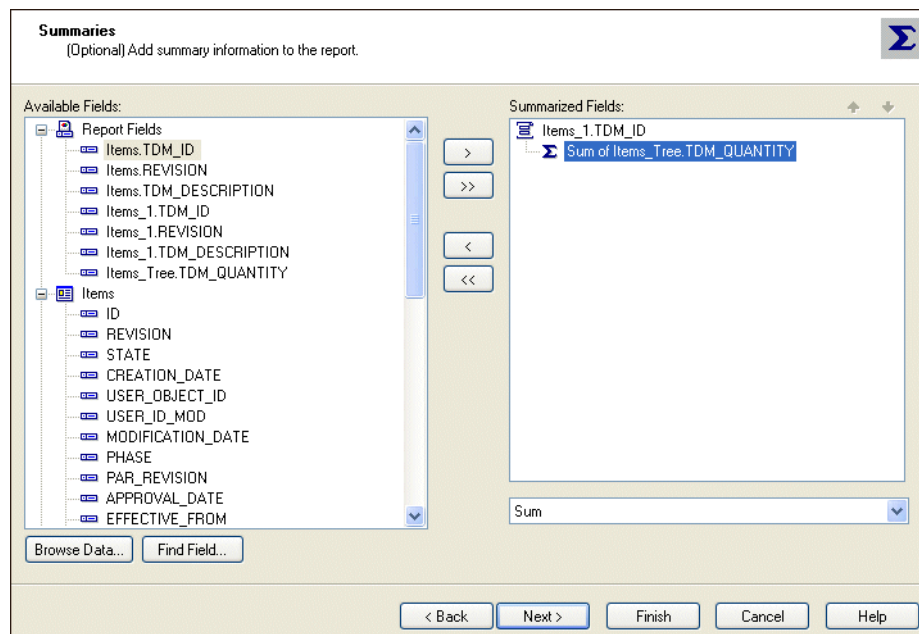 Summaries
(Optional) Add summary information to the report.
Σ
Available Fields:
Report Fields
Items.TDM_ID
Items.REVISION
Items.TDM_DESCRIPTION
Items_1.TDM_ID
Items_1.REVISION
Items_1.TDM_DESCRIPTION
Items_Tree.TDM_QUANTITY
Items
ID
REVISION
STATE
CREATION_DATE
USER_OBJECT_ID
USER_ID_MOD
MODIFICATION_DATE
PHASE
PAR_REVISION
APPROVAL_DATE
EFFECTIVE_FROM
Browse Data... Find Field...
>
>>
<
<<
Summarized Fields:
Items_1.TDM_ID
Σ Sum of Items_Tree.TDM_QUANTITY
Sum
< Back Next > Finish Cancel Help